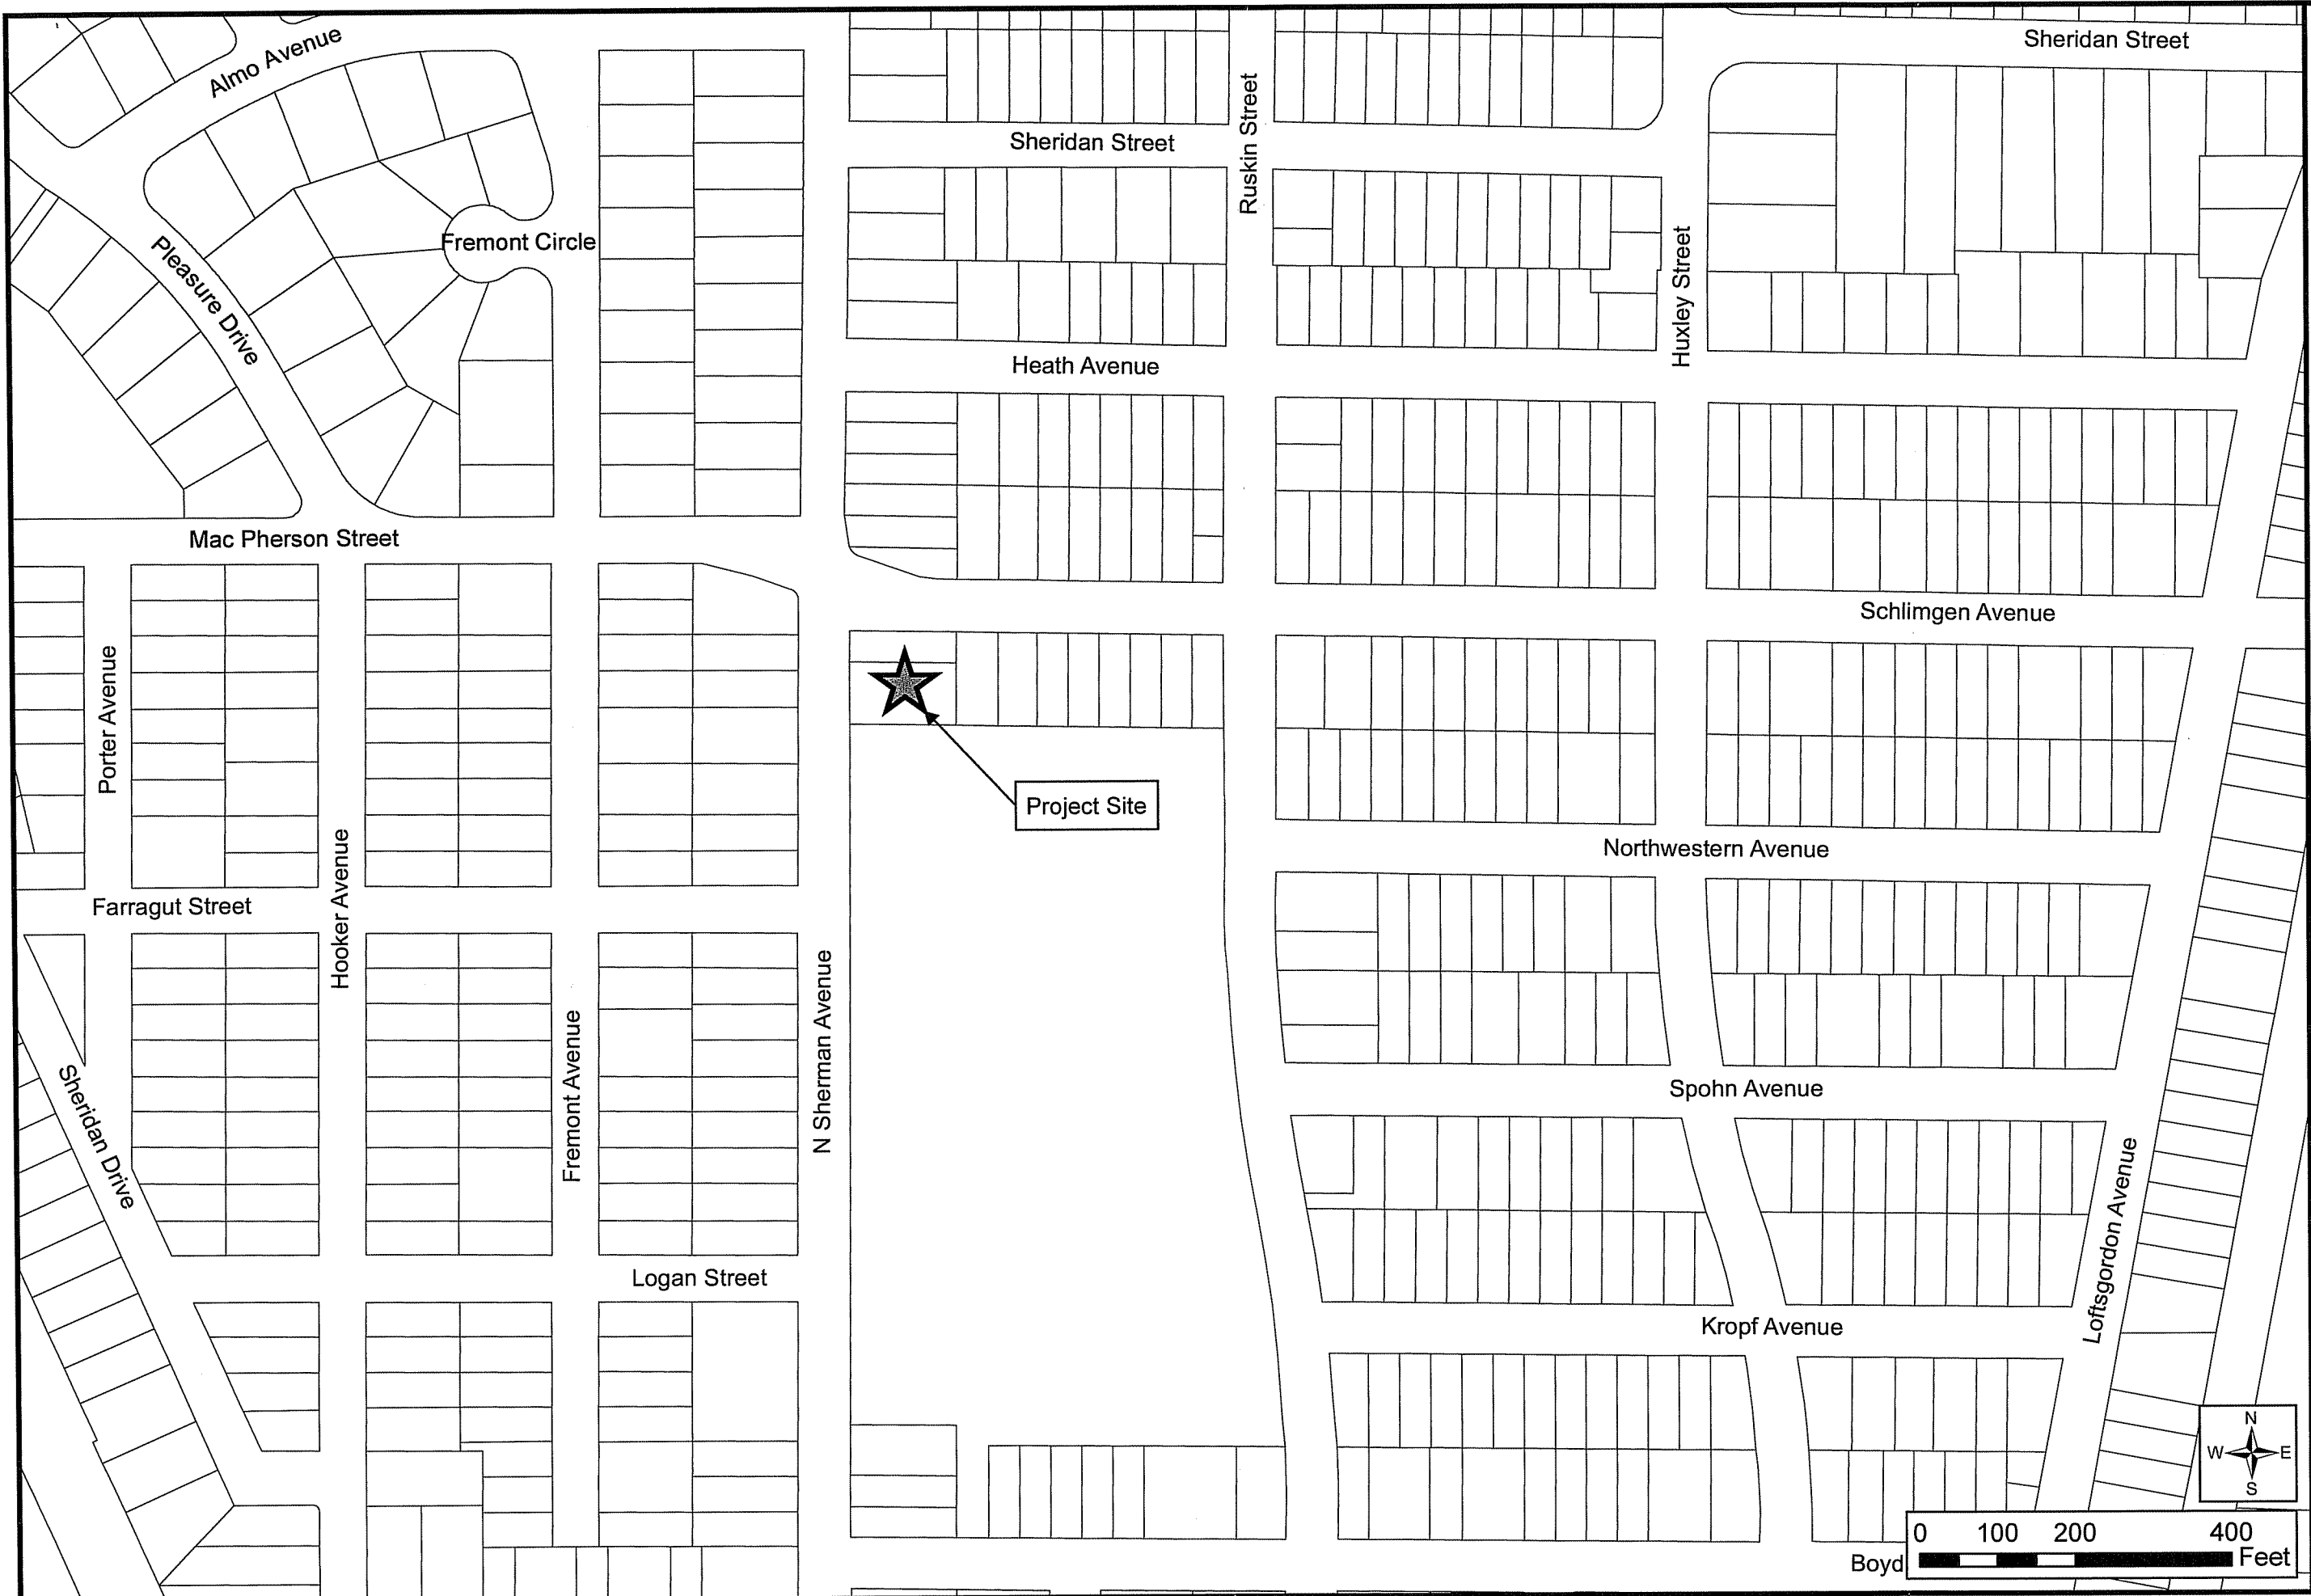 Sheridan Street
Almo Avenue
Sheridan Street
Ruskin Street
Fremont Circle
Pleasure Drive
Huxley Street
Heath Avenue
Mac Pherson Street
Schlimgen Avenue
Porter Avenue
Project Site
Northwestern Avenue
Hooker Avenue
Farragut Street
N Sherman Avenue
Fremont Avenue
Spohn Avenue
Sheridan Drive
Loftsgordon Avenue
Logan Street
Kropf Avenue
N
W E
S
0 100 200 400
Feet
Boyd